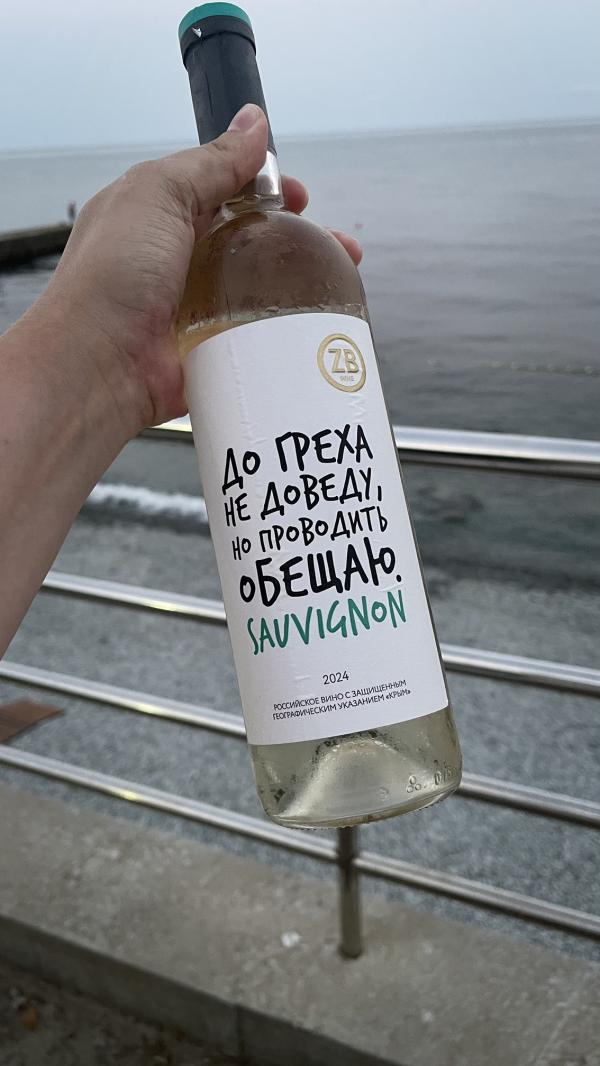 ZB
WINE
ДО ГРЕХА
НЕ ДОВЕДУ,
НО ПРОВОДИТЬ
ОБЕЩАЮ.
SAUVIGNON
2024
РОССИЙСКОЕ ВИНО С ЗАЩИЩЕННЫМ
ГЕОГРАФИЧЕСКИМ УКАЗАНИЕМ «КРЫМ»